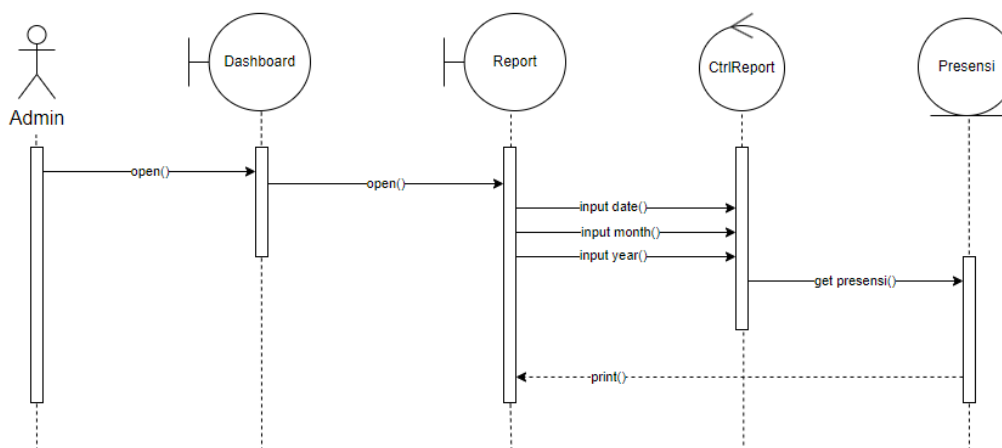 Dashboard
Report
CtrlReport
Presensi
Admin
open()
open()
input date()
input month()
input year()
get presensi()
print()